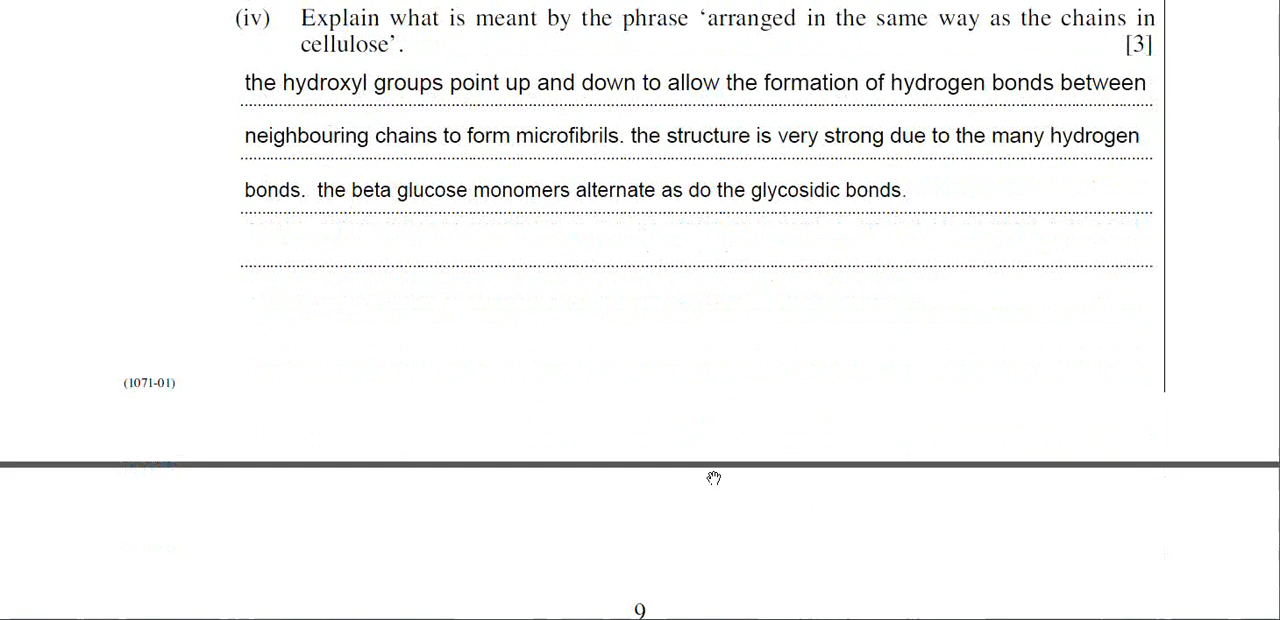 (iv) Explain what is meant by the phrase ‘arranged in the same way as the chains in
cellulose’. [3]
the hydroxyl groups point up and down to allow the formation of hydrogen bonds between
neighbouring chains to form microfibrils. the structure is very strong due to the many hydrogen
bonds. the beta glucose monomers alternate as do the glycosidic bonds.
(1071-01)
9